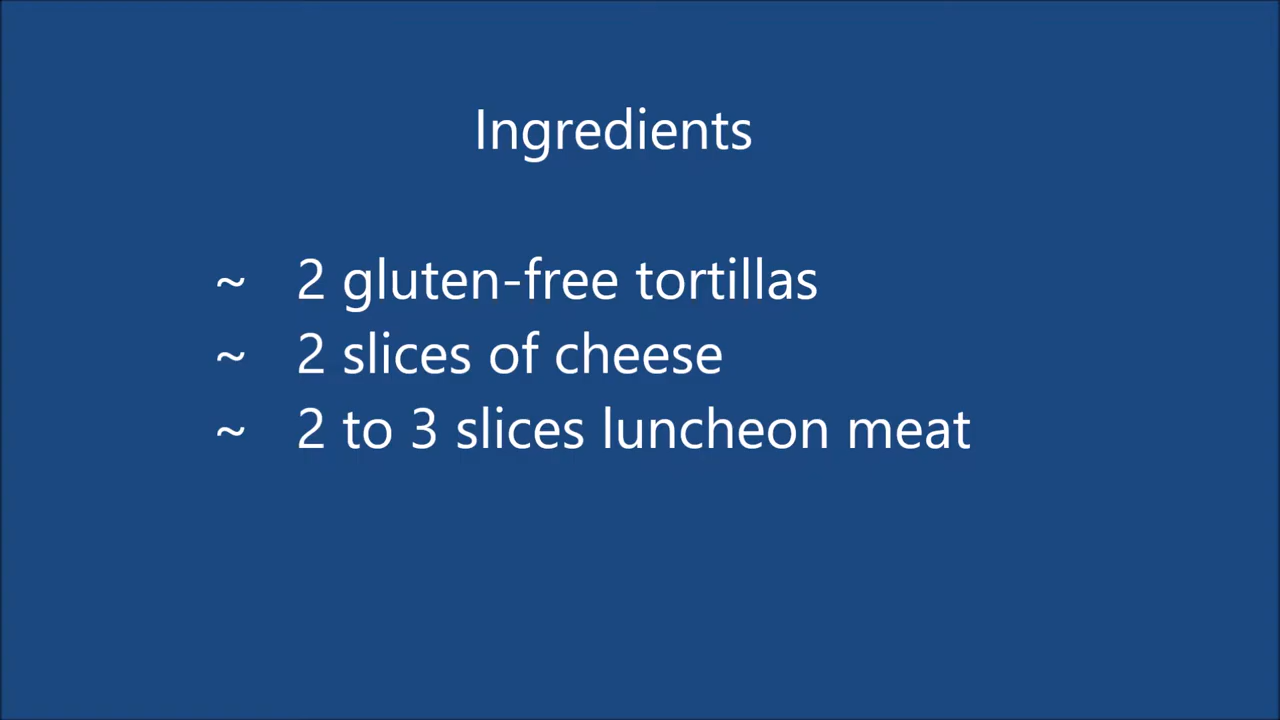 Ingredients
~ 2 gluten-free tortillas
~ 2 slices of cheese
~ 2 to 3 slices luncheon meat